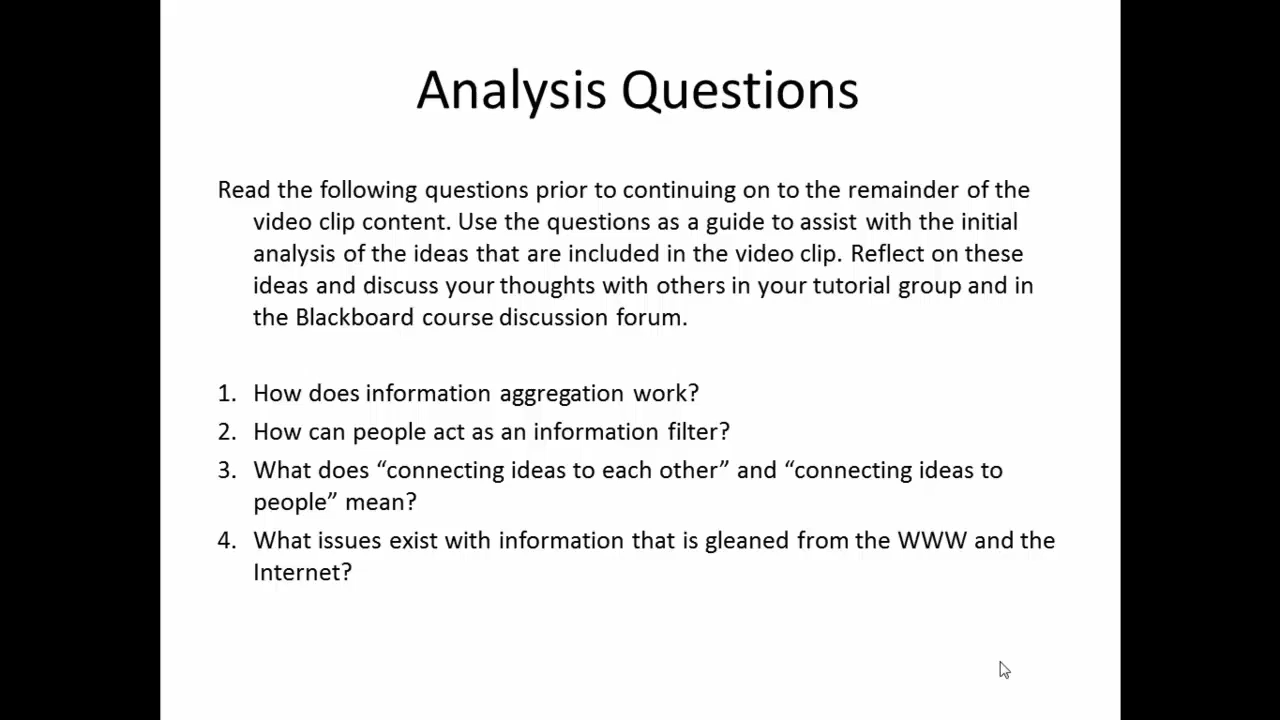 Analysis Questions
Read the following questions prior to continuing on to the remainder of the
video clip content. Use the questions as a guide to assist with the initial
analysis of the ideas that are included in the video clip. Reflect on these
ideas and discuss your thoughts with others in your tutorial group and in
the Blackboard course discussion forum.
1. How does information aggregation work?
2. How can people act as an information filter?
3. What does “connecting ideas to each other” and “connecting ideas to
people” mean?
4. What issues exist with information that is gleaned from the WWW and the
Internet?